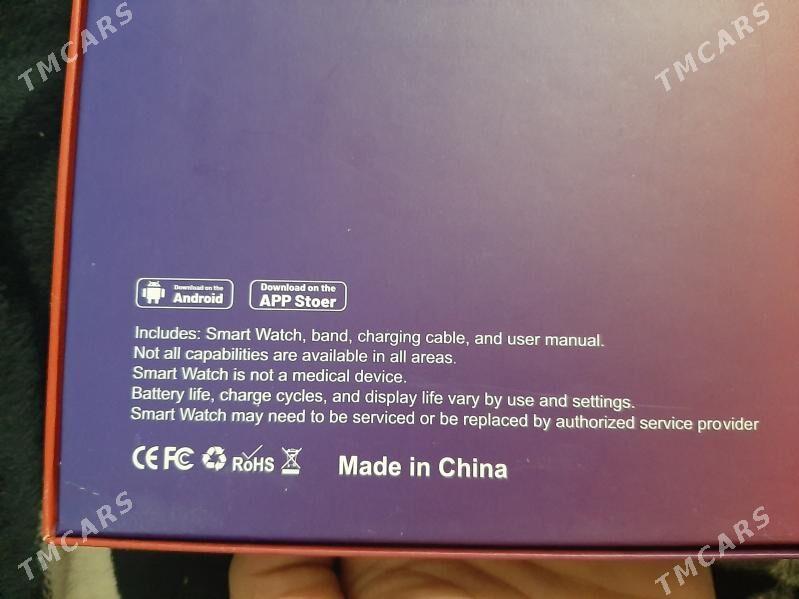 TMCARS
TMCARS
Download on the
Android
Download on the
APP Stoer
Includes: Smart Watch, band, charging cable, and user manual.
Not all capabilities are available in all areas.
Smart Watch is not a medical device.
Battery life, charge cycles, and display life vary by use and settings.
Smart Watch may need to be serviced or be replaced by authorized service provider
CE FC RoHS Made in China
TMCARS
TMCARS